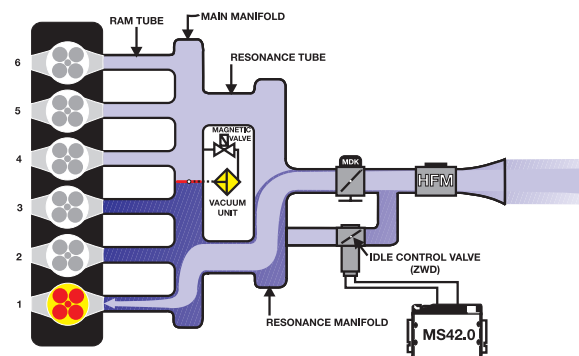 MAIN MANIFOLD
RAM TUBE
RESONANCE TUBE
6
5
4
3
2
1
MAGNETIC
VALVE
VACUUM
UNIT
MDK
HFM
IDLE CONTROL VALVE
(ZWD)
RESONANCE MANIFOLD
MS42.0